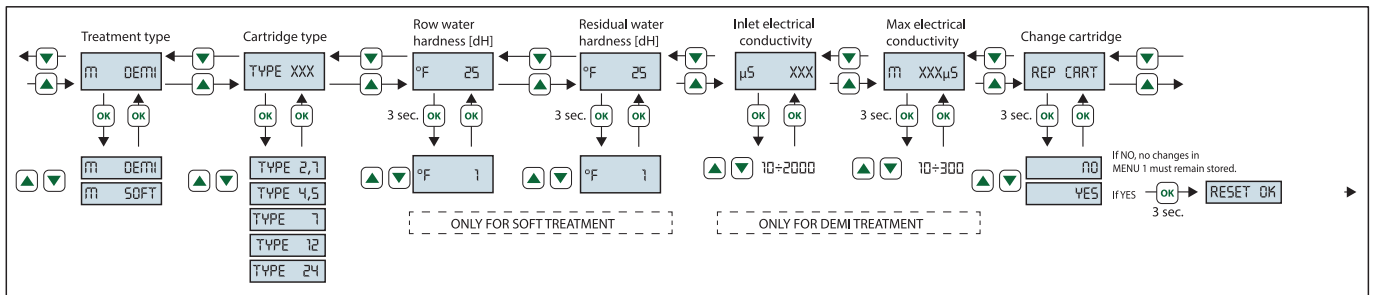 Treatment type
Cartridge type
Row water
hardness [dH]
Residual water
hardness [dH]
Inlet electrical
conductivity
Max electrical
conductivity
Change cartridge
M DEMI
TYPE XXX
°F 25
°F 25
µS XXX
M XXXµS
REP CART
OK OK
OK OK
3 sec. OK OK
3 sec. OK OK
OK OK
3 sec. OK OK
3 sec. OK OK
M DEMI
M SOFT
TYPE 2,7
TYPE 4,5
TYPE 7
TYPE 12
TYPE 24
°F 1
°F 1
10÷2000
10÷300
NO
If NO, no changes in
MENU 1 must remain stored.
YES
If YES
OK
3 sec.
RESET OK
ONLY FOR SOFT TREATMENT
ONLY FOR DEMI TREATMENT